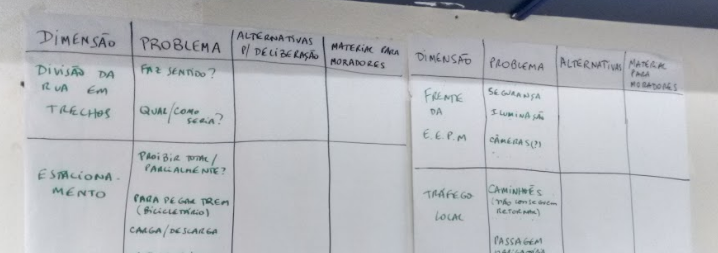 DIMENSÃO
PROBLEMA
ALTERNATIVAS
P/ DELIBERAÇÃO
MATERIAL PARA
MORADORES
DIVISÃO DA
RUA EM
TRECHOS
FAZ SENTIDO?
QUAL/COMO
SERIA?
ESTACIONA-
MENTO
PROIBIR TOTAL/
PARCIALMENTE?
PARA PEGAR TREM
(BICICLETÁRIO)
CARGA/DESCARGA
DIMENSÃO
PROBLEMA
ALTERNATIVAS
MATERIAL
PARA
MORADORES
FRENTE
DA
E.E.P.M
SEGURANÇA
ILUMINAÇÃO
CÂMERAS(?)
TRÁFEGO
LOCAL
CAMINHÕES
(NÃO CONSEGUEM
RETORNAR)
PASSAGEM